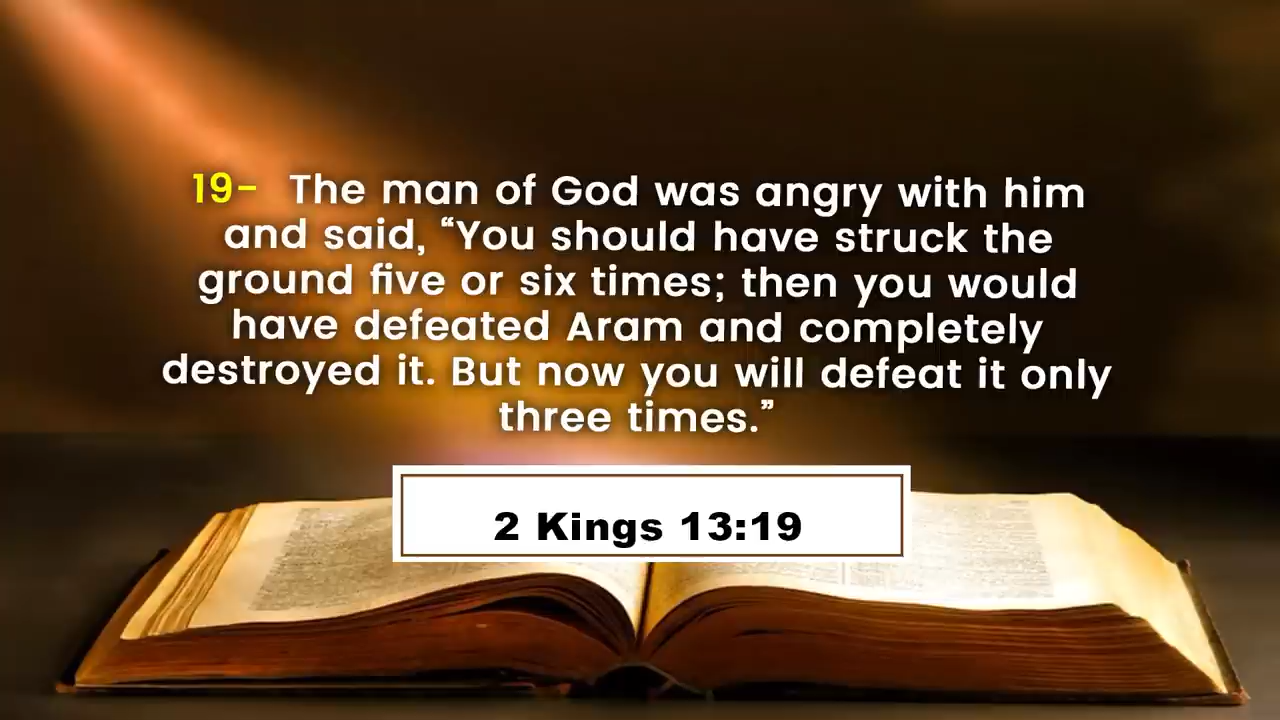 19- The man of God was angry with him
and said, “You should have struck the
ground five or six times; then you would
have defeated Aram and completely
destroyed it. But now you will defeat it only
three times.”
2 Kings 13:19